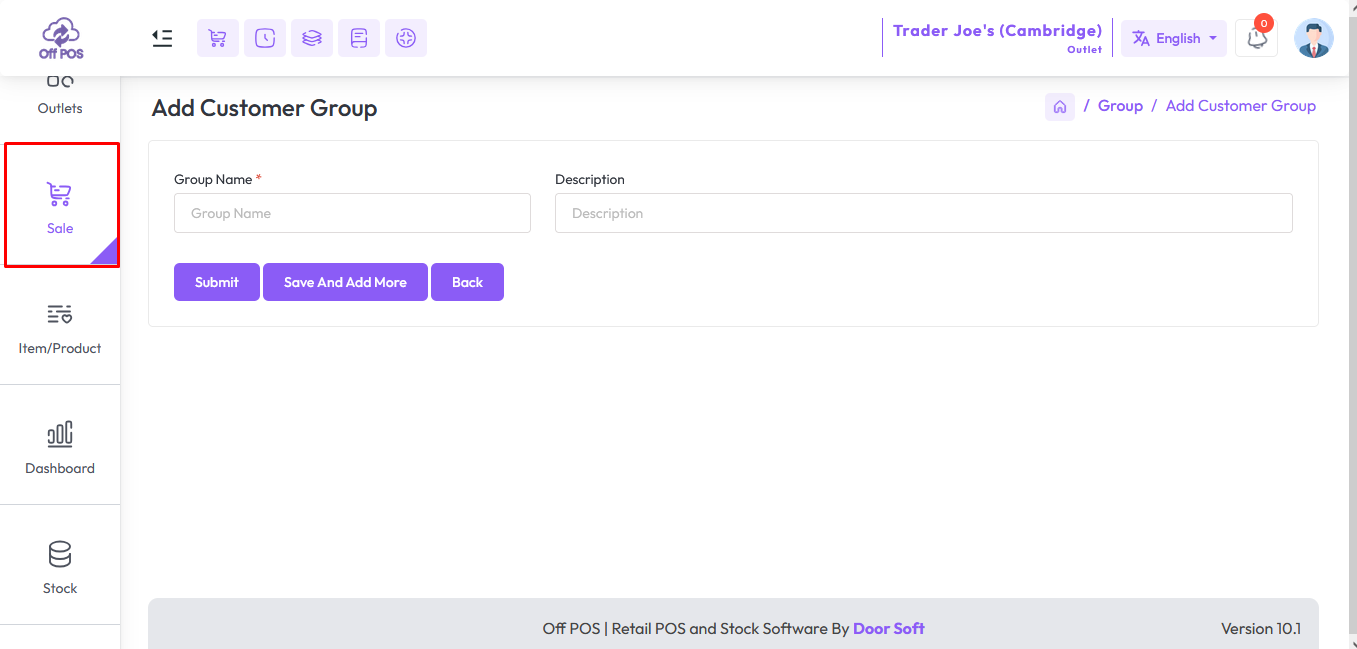 Off POS
Trader Joe's (Cambridge)
Outlet
English
0
Outlets
Sale
Item/Product
Dashboard
Stock
Add Customer Group
/ Group / Add Customer Group
Group Name *
Description
Group Name
Description
Submit
Save And Add More
Back
Off POS | Retail POS and Stock Software By Door Soft
Version 10.1